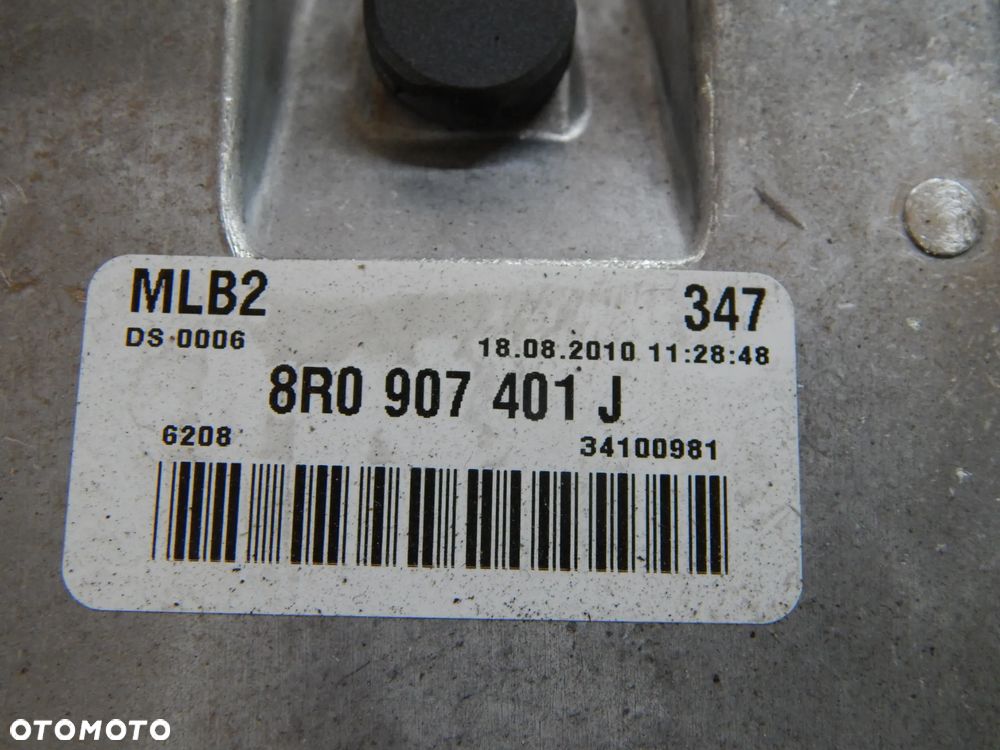 MLB2 347
DS 0006 18.08.2010 11:28:48
8R0 907 401 J
6208 34100981
OTOMOTO